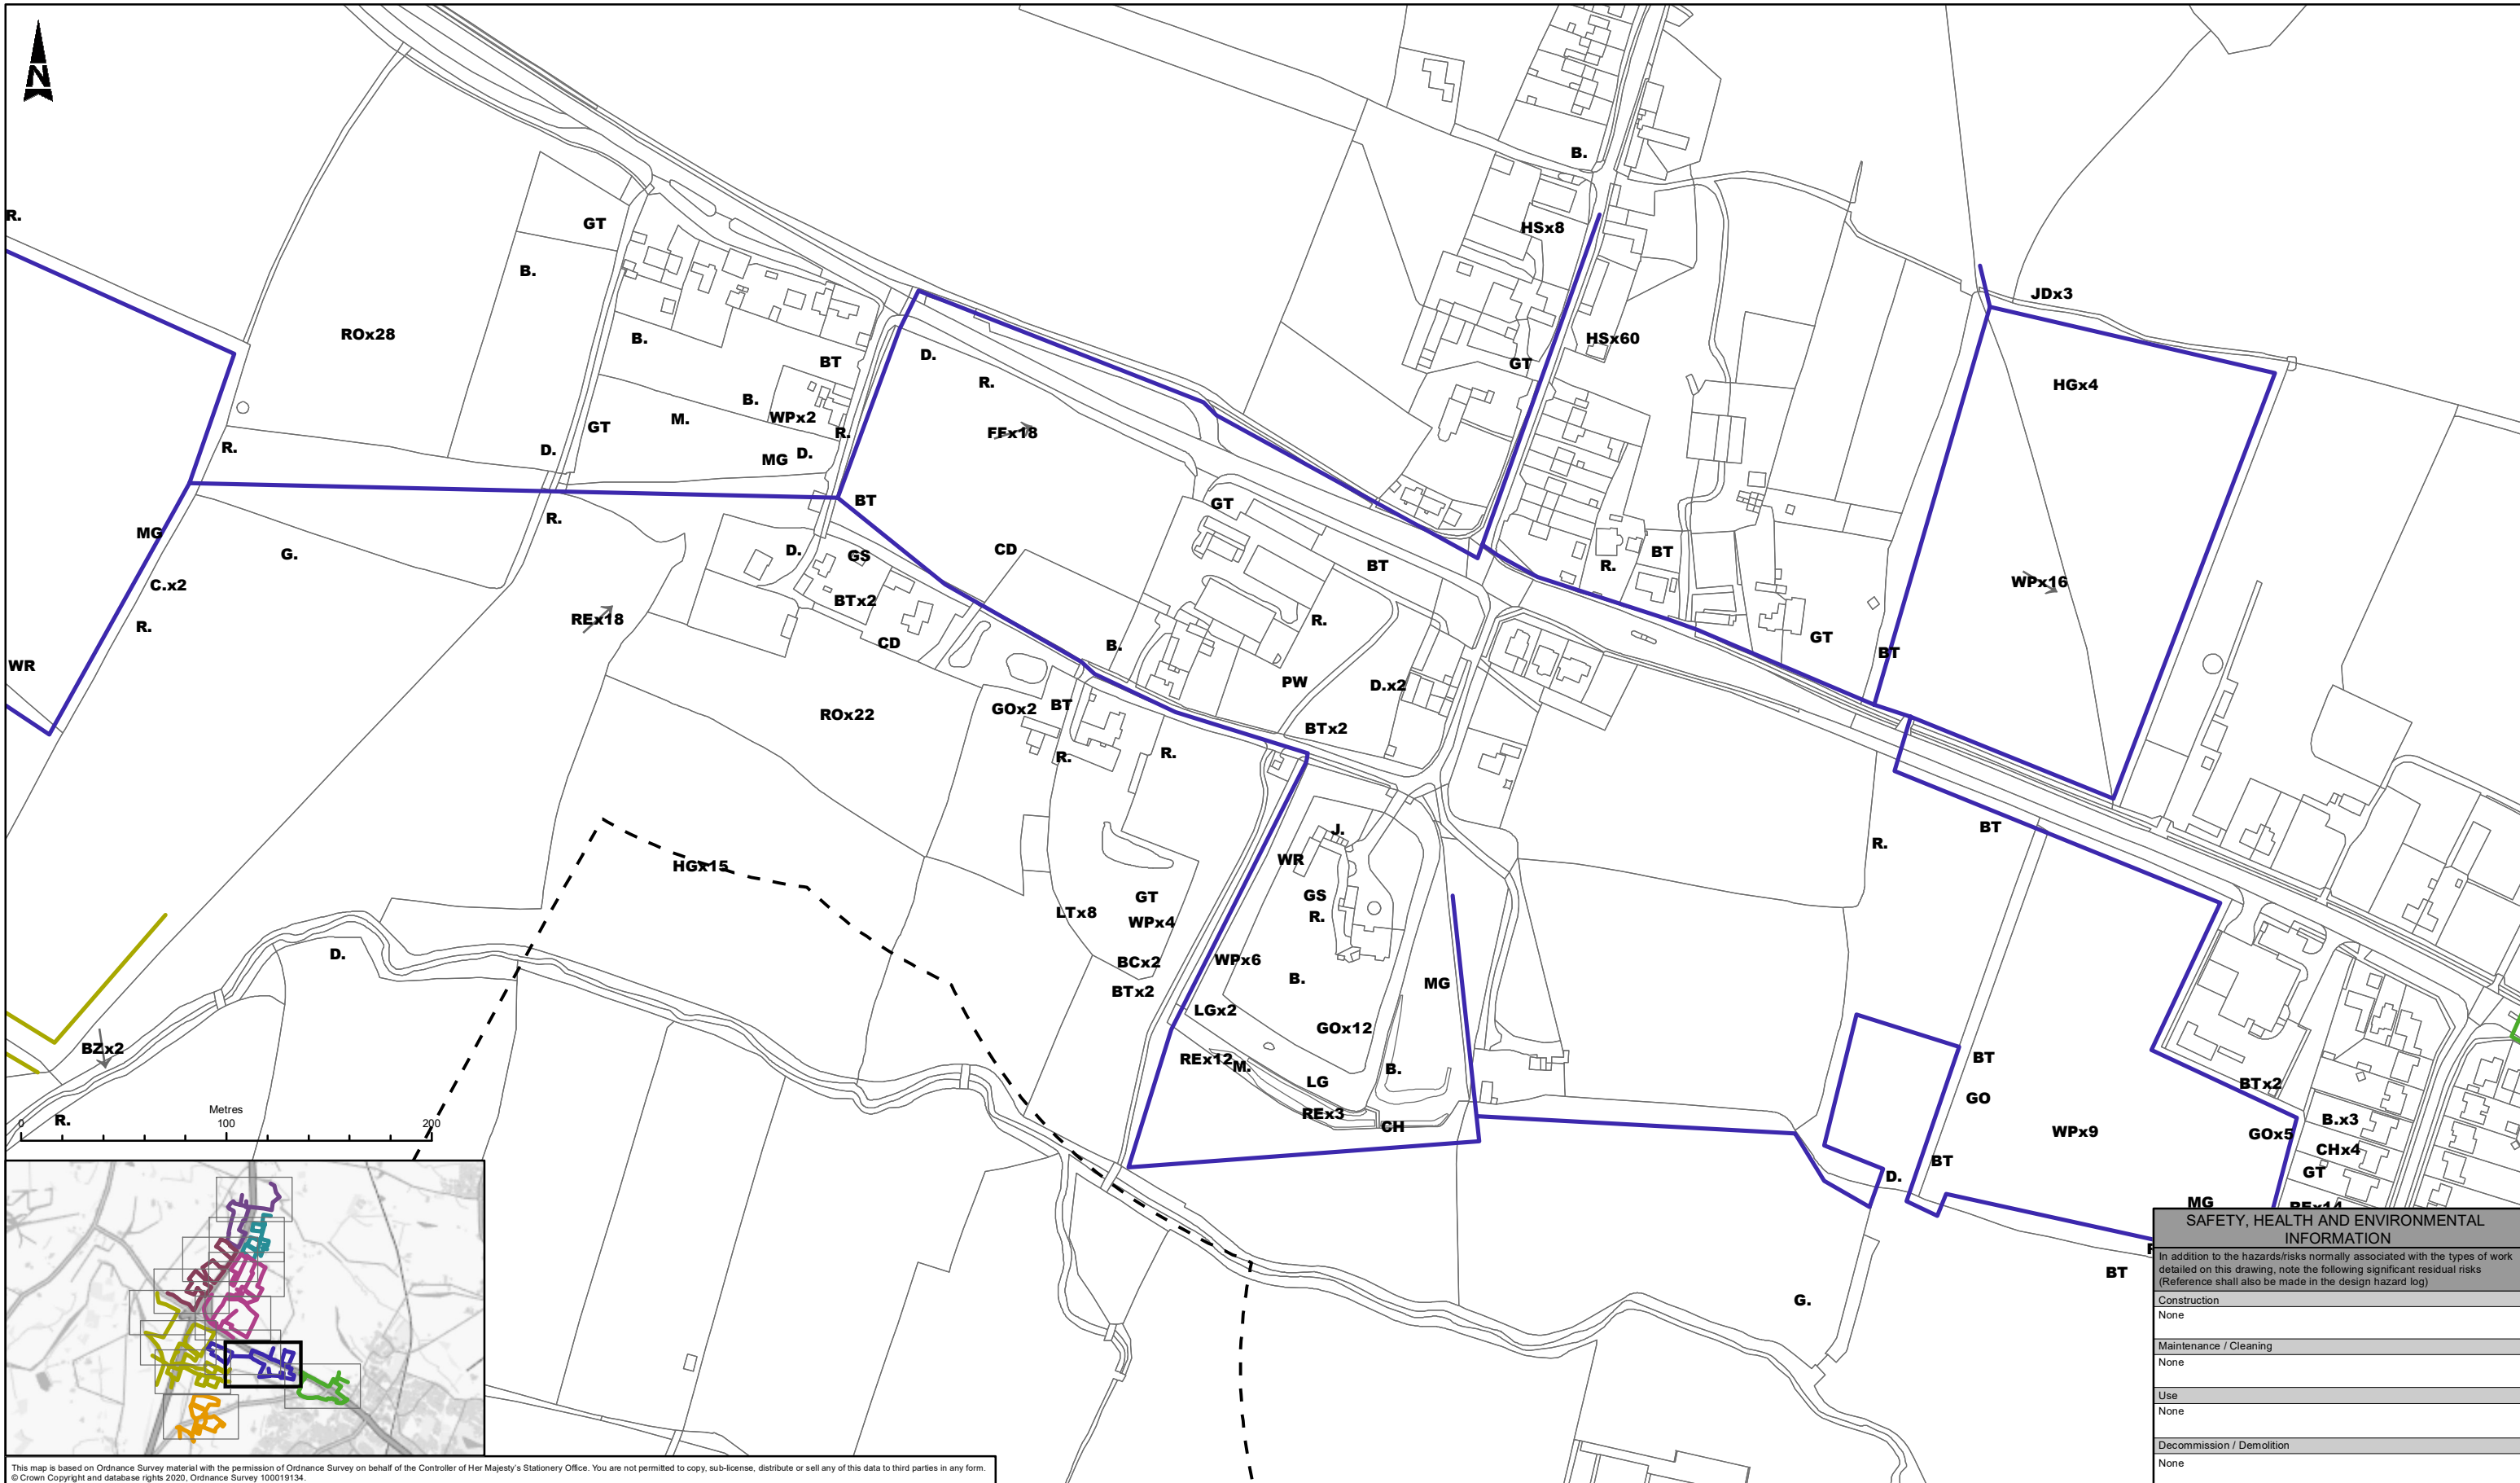 N
B.
R.
GT
HSx8
B.
JDx3
ROx28
B.
HSx60
D.
BT
GT
R.
HGx4
B.
WPx2
M.
GT
R.
FFx18
R.
D.
MG
D.
BT
GT
R.
MG
G.
D.
GS
CD
BT
BT
R.
C.x2
BTx2
WPx16
REx18
R.
R.
GT
CD
B.
BT
WR
PW
D.x2
ROx22
GOx2
BT
BTx2
R.
R.
BT
J.
R.
WR
HGx15
GT
GS
LTx8
WPx4
R.
D.
BCx2
WPx6
B.
MG
BTx2
LGx2
GOx12
BZx2
REx12
M.
B.
BT
LG
BTx2
GO
REx3
CH
B.x3
WPx9
GOx5
CHx4
BT
GT
D.
MG
REx14
R.
BT
G.
Metres
0 100 200
SAFETY, HEALTH AND ENVIRONMENTAL
INFORMATION
In addition to the hazards/risks normally associated with the types of work
detailed on this drawing, note the following significant residual risks
(Reference shall also be made in the design hazard log)
Construction
None
Maintenance / Cleaning
None
Use
None
Decommission / Demolition
None
This map is based on Ordnance Survey material with the permission of Ordnance Survey on behalf of the Controller of Her Majesty's Stationery Office. You are not permitted to copy, sub-license, distribute or sell any of this data to third parties in any form.
© Crown Copyright and database rights 2020, Ordnance Survey 100019134.